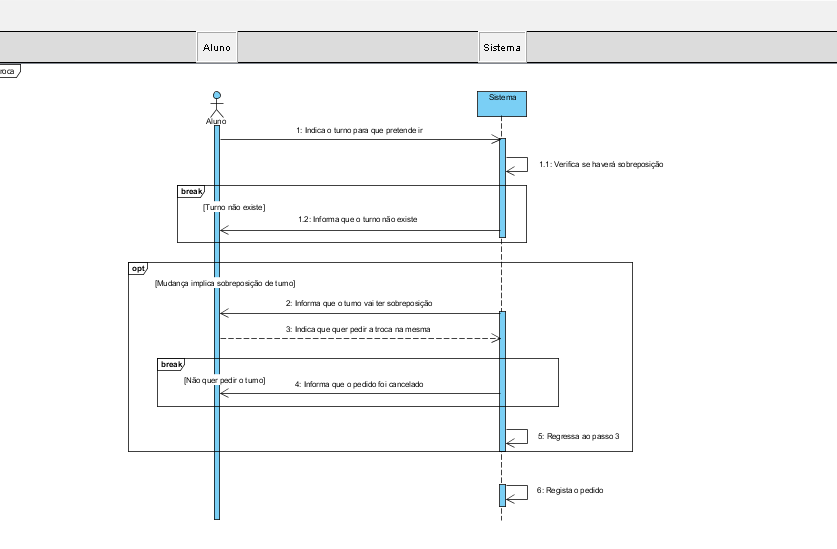 Aluno
Sistema
roca
Sistema
Aluno
1: Indica o turno para que pretende ir
1.1: Verifica se haverá sobreposição
break
[Turno não existe]
1.2: Informa que o turno não existe
opt
[Mudança implica sobreposição de turno]
2: Informa que o turno vai ter sobreposição
3: Indica que quer pedir a troca na mesma
break
[Não quer pedir o turno]
4: Informa que o pedido foi cancelado
5: Regressa ao passo 3
6: Regista o pedido